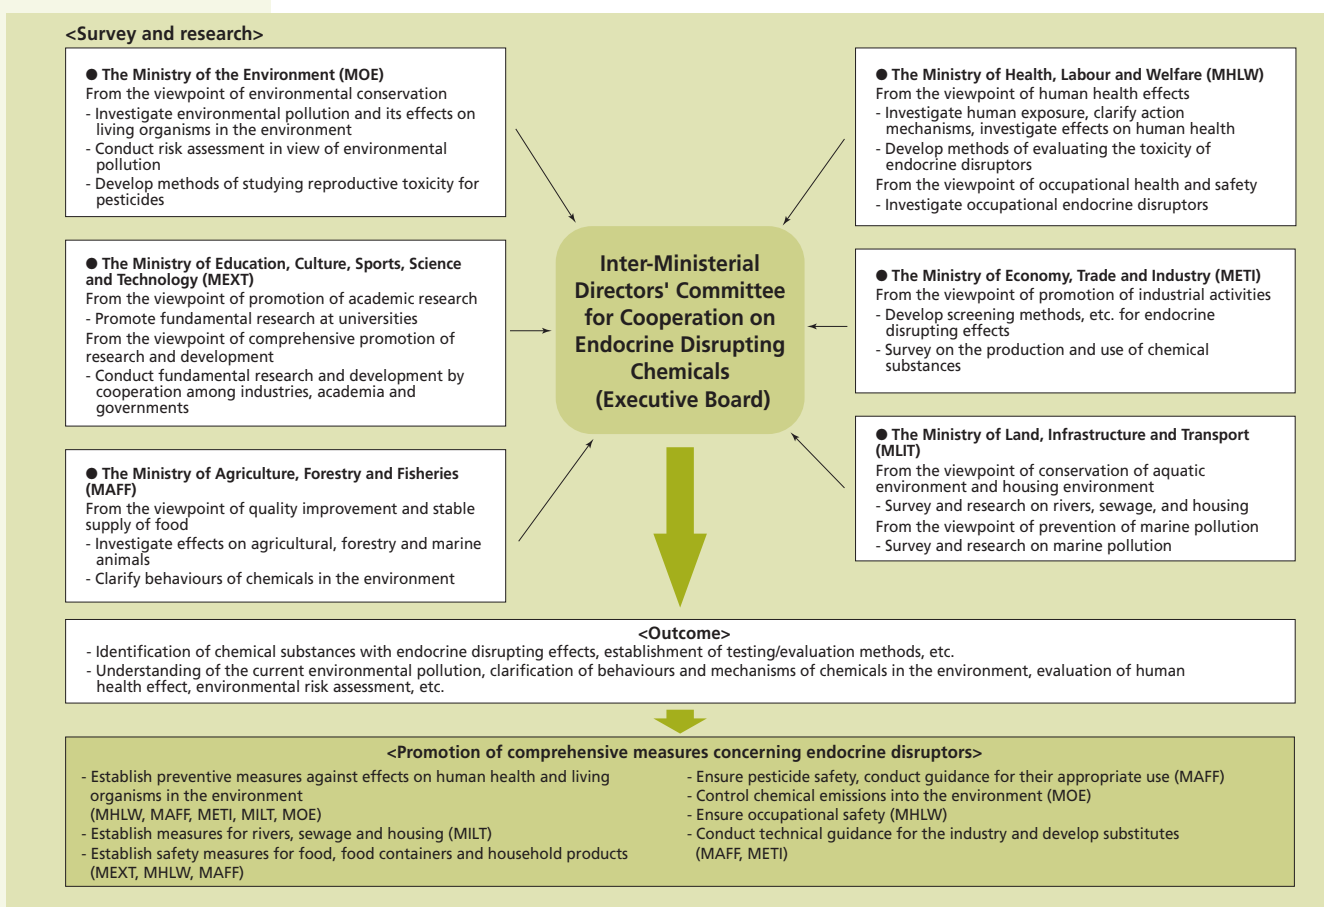 <Survey and research>
● The Ministry of the Environment (MOE)
From the viewpoint of environmental conservation
- Investigate environmental pollution and its effects on
living organisms in the environment
- Conduct risk assessment in view of environmental
pollution
- Develop methods of studying reproductive toxicity for
pesticides
● The Ministry of Education, Culture, Sports, Science
and Technology (MEXT)
From the viewpoint of promotion of academic research
- Promote fundamental research at universities
From the viewpoint of comprehensive promotion of
research and development
- Conduct fundamental research and development by
cooperation among industries, academia and
governments
● The Ministry of Agriculture, Forestry and Fisheries
(MAFF)
From the viewpoint of quality improvement and stable
supply of food
- Investigate effects on agricultural, forestry and marine
animals
- Clarify behaviours of chemicals in the environment
Inter-Ministerial
Directors' Committee
for Cooperation on
Endocrine Disrupting
Chemicals
(Executive Board)
● The Ministry of Health, Labour and Welfare (MHLW)
From the viewpoint of human health effects
- Investigate human exposure, clarify action
mechanisms, investigate effects on human health
- Develop methods of evaluating the toxicity of
endocrine disruptors
From the viewpoint of occupational health and safety
- Investigate occupational endocrine disruptors
● The Ministry of Economy, Trade and Industry (METI)
From the viewpoint of promotion of industrial activities
- Develop screening methods, etc. for endocrine
disrupting effects
- Survey on the production and use of chemical
substances
● The Ministry of Land, Infrastructure and Transport
(MLIT)
From the viewpoint of conservation of aquatic
environment and housing environment
- Survey and research on rivers, sewage, and housing
From the viewpoint of prevention of marine pollution
- Survey and research on marine pollution
<Outcome>
- Identification of chemical substances with endocrine disrupting effects, establishment of testing/evaluation methods, etc.
- Understanding of the current environmental pollution, clarification of behaviours and mechanisms of chemicals in the environment, evaluation of human
health effect, environmental risk assessment, etc.
<Promotion of comprehensive measures concerning endocrine disruptors>
- Establish preventive measures against effects on human health and living
organisms in the environment
(MHLW, MAFF, METI, MILT, MOE)
- Establish measures for rivers, sewage and housing (MILT)
- Establish safety measures for food, food containers and household products
(MEXT, MHLW, MAFF)
- Ensure pesticide safety, conduct guidance for their appropriate use (MAFF)
- Control chemical emissions into the environment (MOE)
- Ensure occupational safety (MHLW)
- Conduct technical guidance for the industry and develop substitutes
(MAFF, METI)